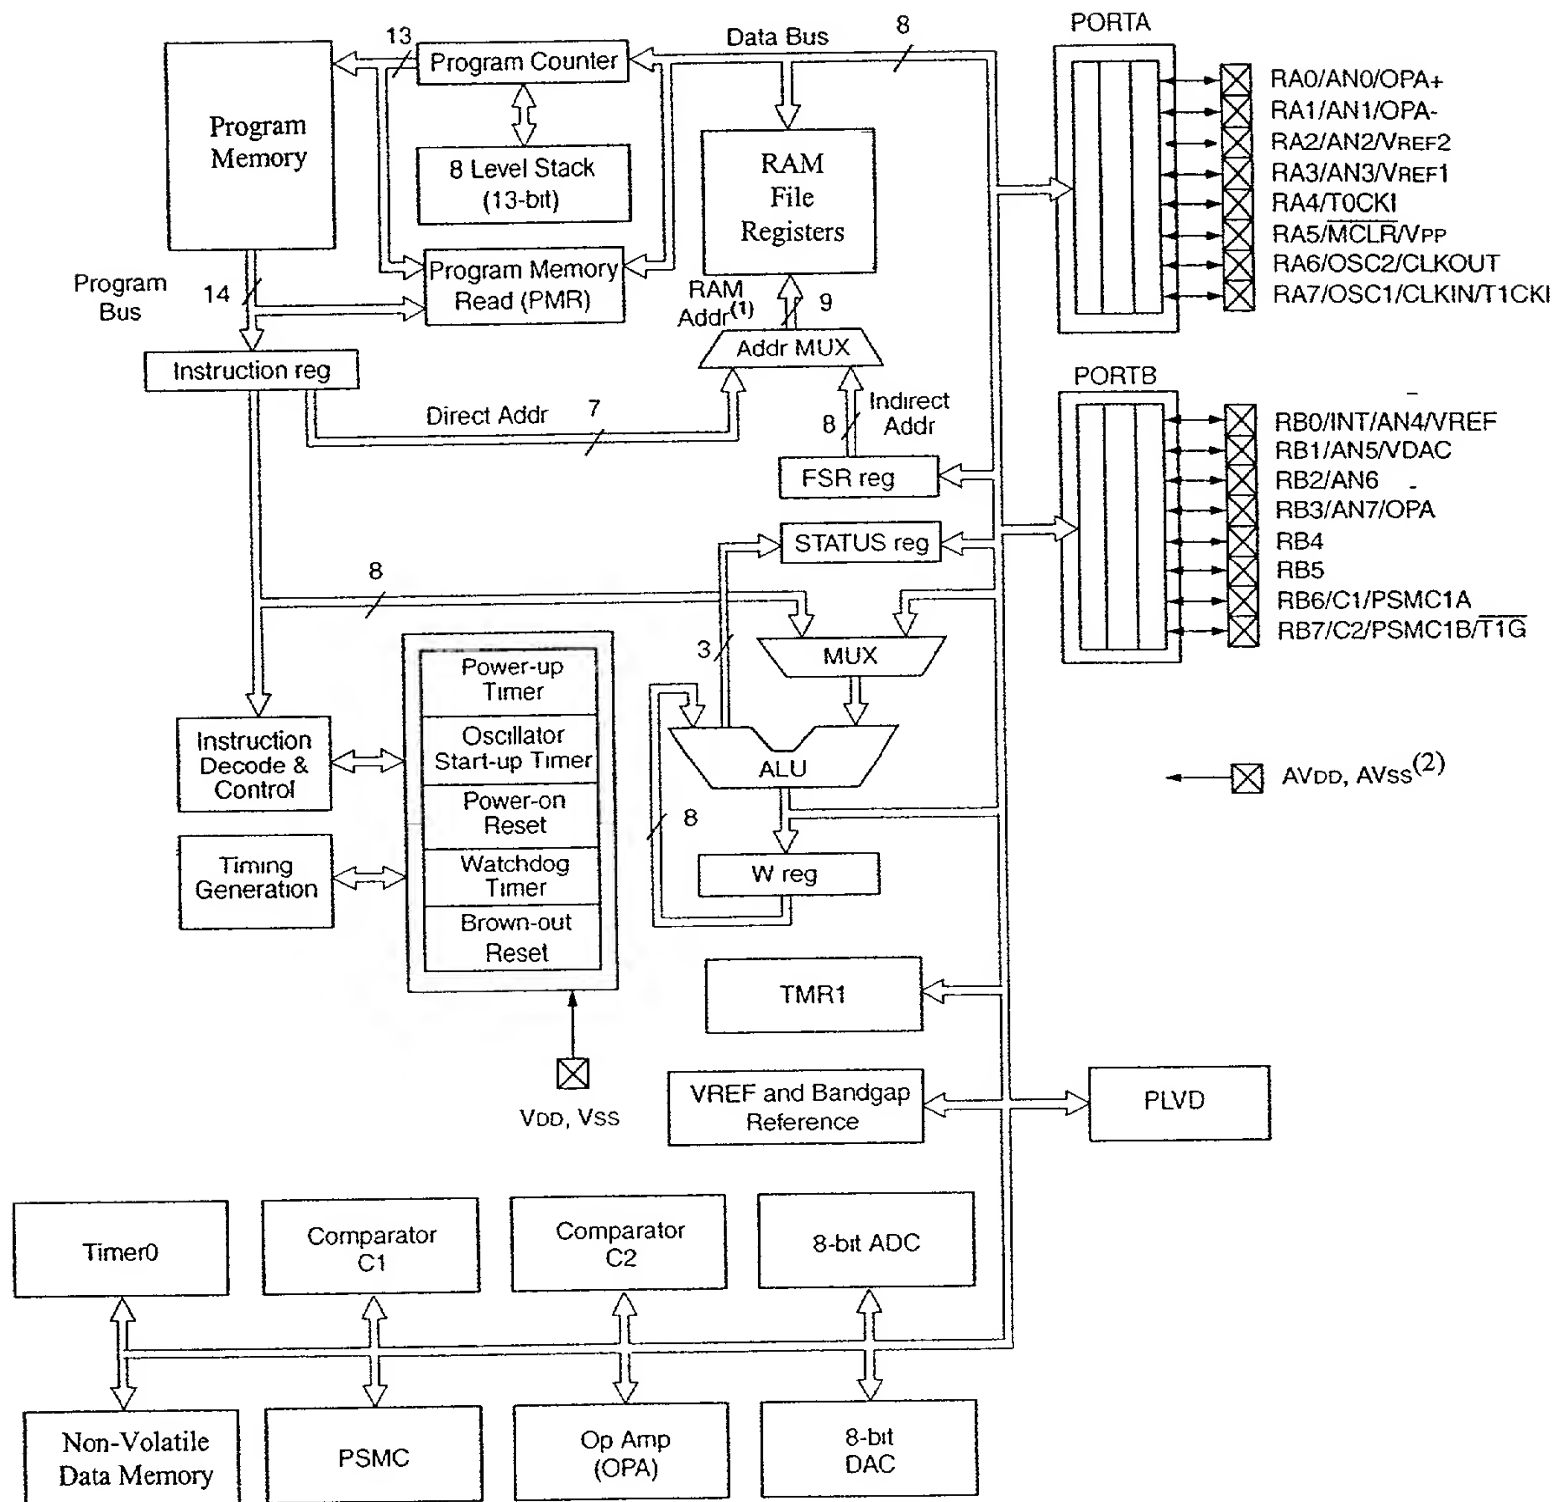 PORTA
13
Data Bus
8
Program Counter
Program
Memory
8 Level Stack
(13-bit)
RAM
File
Registers
RA0/AN0/OPA+
RA1/AN1/OPA-
RA2/AN2/VREF2
RA3/AN3/VREF1
RA4/T0CKI
RA5/MCLR/VPP
RA6/OSC2/CLKOUT
RA7/OSC1/CLKIN/T1CKI
Program
Bus
14
Program Memory
Read (PMR)
RAM
Addr(1)
9
Addr MUX
Instruction reg
PORTB
Direct Addr
7
8
Indirect
Addr
FSR reg
STATUS reg
RB0/INT/AN4/VREF
RB1/AN5/VDAC
RB2/AN6
RB3/AN7/OPA
RB4
RB5
RB6/C1/PSMC1A
RB7/C2/PSMC1B/T1G
8
3
MUX
Power-up
Timer
Oscillator
Start-up Timer
Power-on
Reset
Watchdog
Timer
Brown-out
Reset
Instruction
Decode &
Control
Timing
Generation
ALU
8
W reg
AVDD, AVSS(2)
TMR1
VDD, VSS
VREF and Bandgap
Reference
PLVD
Timer0
Comparator
C1
Comparator
C2
8-bit ADC
Non-Volatile
Data Memory
PSMC
Op Amp
(OPA)
8-bit
DAC